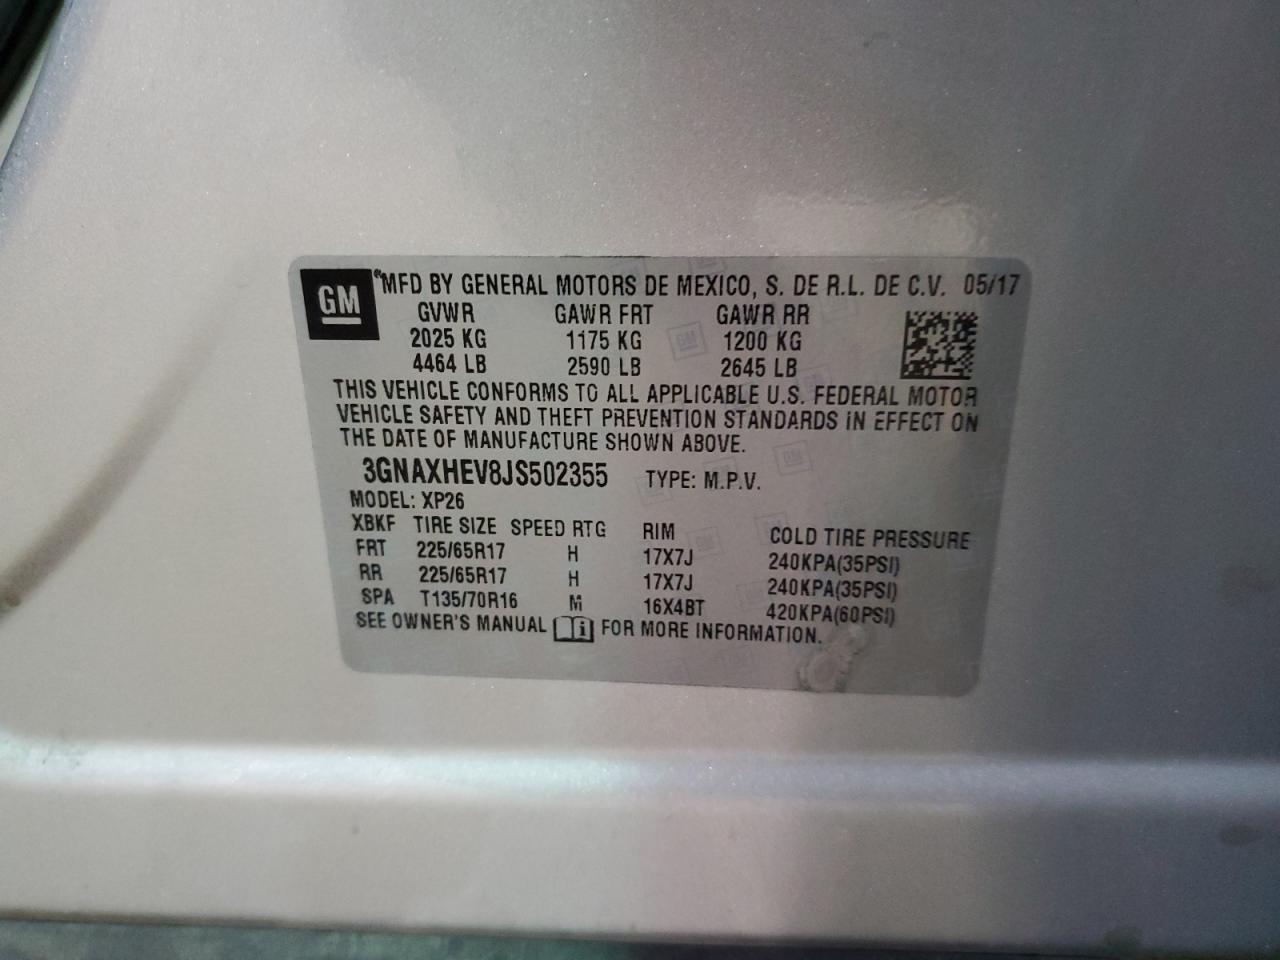 GM
MFD BY GENERAL MOTORS DE MEXICO, S. DE R.L. DE C.V. 05/17
GVWR GAWR FRT GAWR RR
2025 KG 1175 KG 1200 KG
4464 LB 2590 LB 2645 LB
THIS VEHICLE CONFORMS TO ALL APPLICABLE U.S. FEDERAL MOTOR
VEHICLE SAFETY AND THEFT PREVENTION STANDARDS IN EFFECT ON
THE DATE OF MANUFACTURE SHOWN ABOVE.
3GNAXHEV8JS502355 TYPE: M.P.V.
MODEL: XP26
XBKF TIRE SIZE SPEED RTG RIM COLD TIRE PRESSURE
FRT 225/65R17 H 17X7J 240KPA(35PSI)
RR 225/65R17 H 17X7J 240KPA(35PSI)
SPA T135/70R16 M 16X4BT 420KPA(60PSI)
SEE OWNER'S MANUAL FOR MORE INFORMATION.